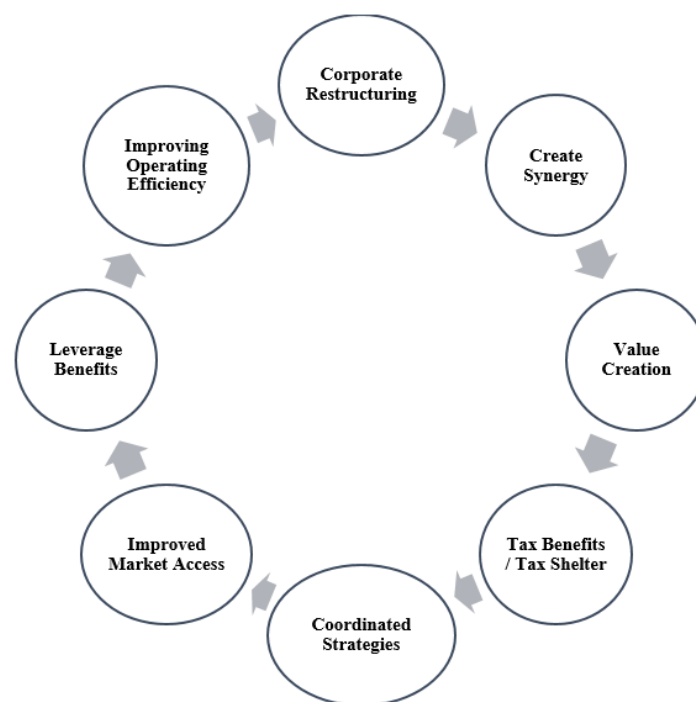 Corporate
Restructuring
Create
Synergy
Value
Creation
Tax Benefits
/ Tax Shelter
Coordinated
Strategies
Improved
Market Access
Leverage
Benefits
Improving
Operating
Efficiency